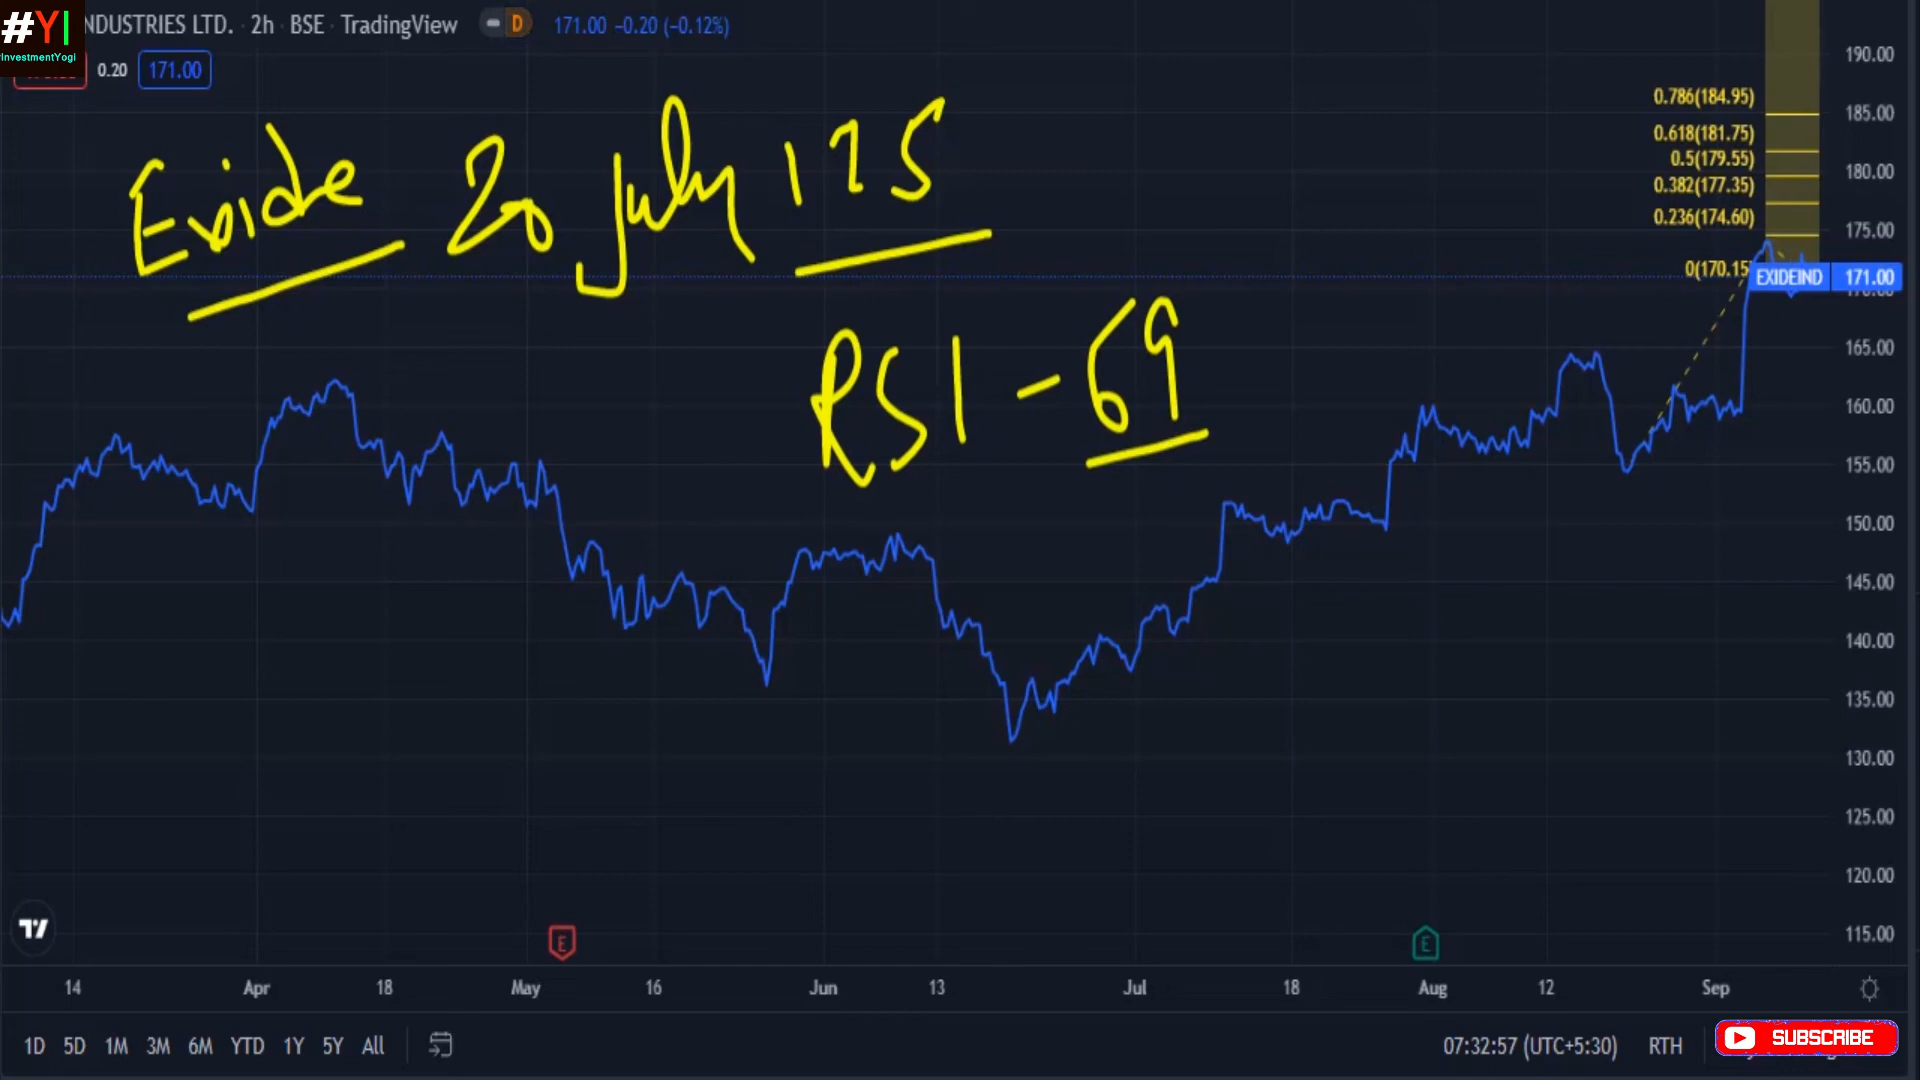 #YI
InvestmentYogi
NDUSTRIES LTD. · 2h · BSE · TradingView D 171.00 −0.20 (−0.12%)
0.20 171.00
190.00
0.786(184.95)
185.00
0.618(181.75)
0.5(179.55)
180.00
0.382(177.35)
0.236(174.60)
175.00
0(170.15)
EXIDEIND 171.00
Exide 20 July 175
RSI - 69
165.00
160.00
155.00
150.00
145.00
140.00
135.00
130.00
125.00
120.00
115.00
E E
14 Apr 18 May 16 Jun 13 Jul 18 Aug 12 Sep
1D 5D 1M 3M 6M YTD 1Y 5Y All 07:32:57 (UTC+5:30) RTH SUBSCRIBE